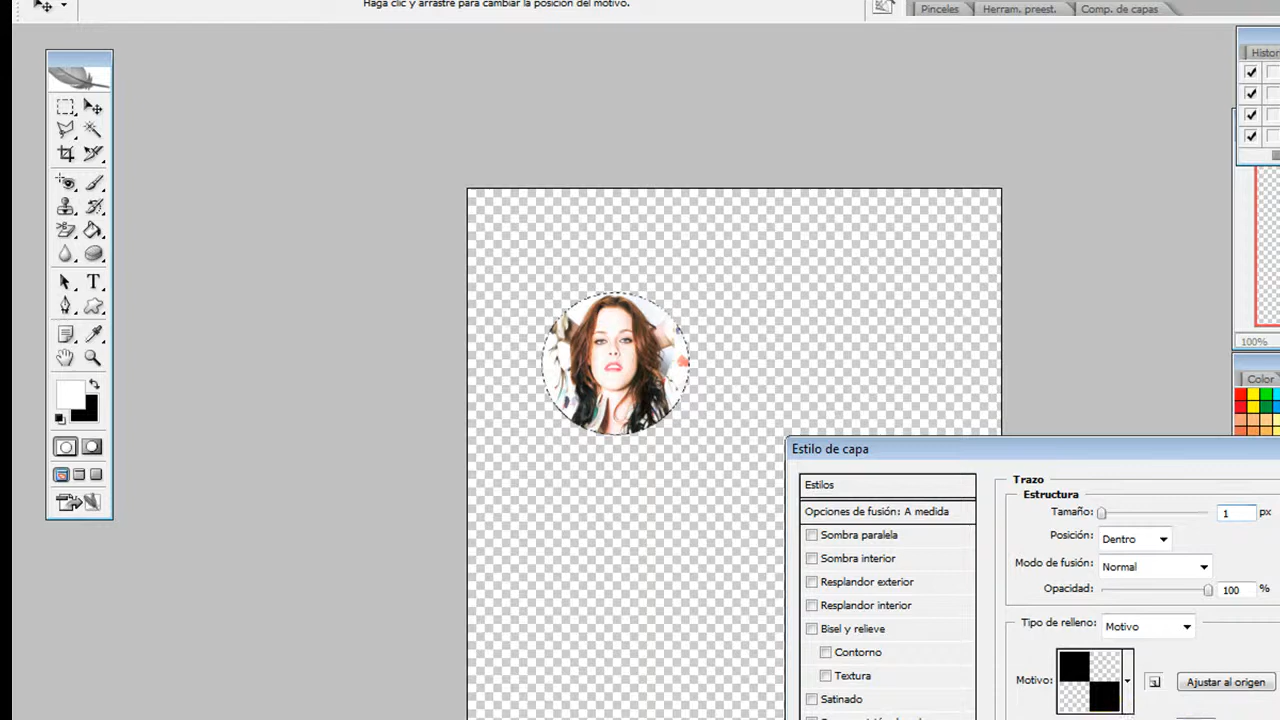 Haga clic y arrastre para cambiar la posición del motivo.
Pinceles
Herram. preest.
Comp. de capas
100%
Color
Estilo de capa
Estilos
Opciones de fusión: A medida
Sombra paralela
Sombra interior
Resplandor exterior
Resplandor interior
Bisel y relieve
Contorno
Textura
Satinado
Trazo
Estructura
Tamaño: 1 px
Posición: Dentro
Modo de fusión: Normal
Opacidad: 100 %
Tipo de relleno: Motivo
Motivo: Ajustar al origen